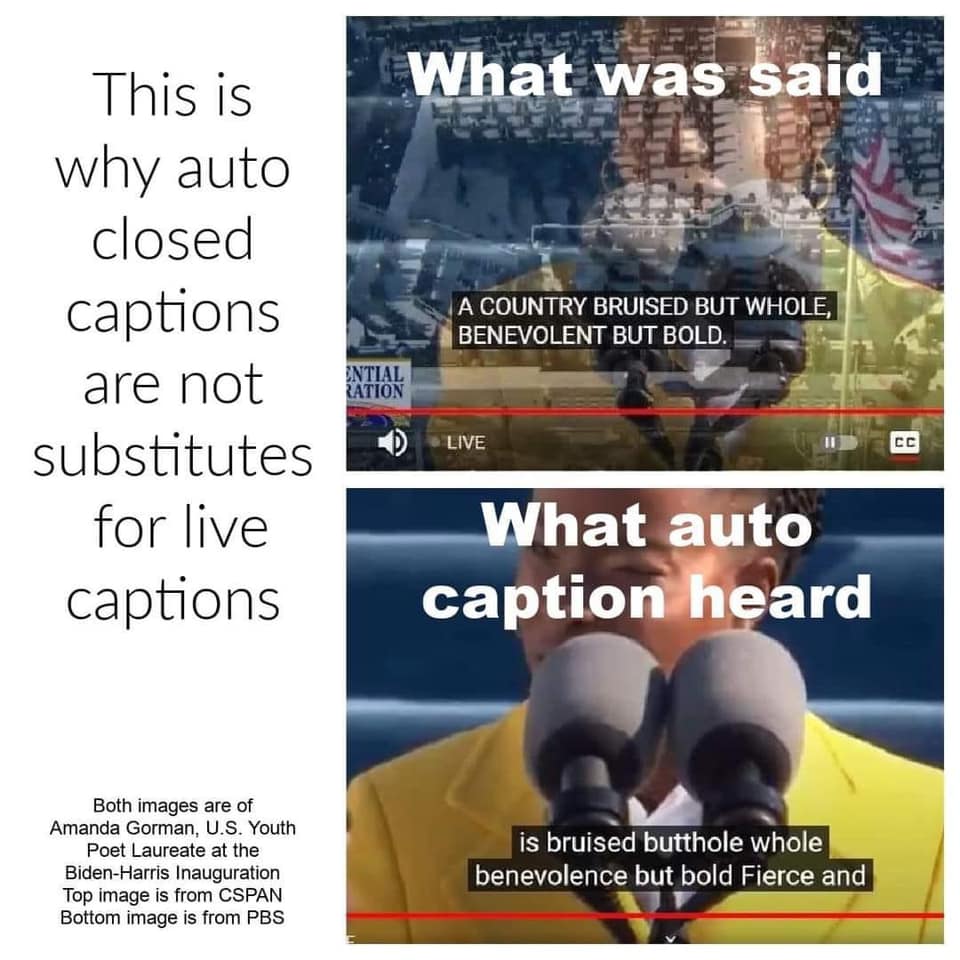 This is
why auto
closed
captions
are not
substitutes
for live
captions
Both images are of
Amanda Gorman, U.S. Youth
Poet Laureate at the
Biden-Harris Inauguration
Top image is from CSPAN
Bottom image is from PBS
What was said
A COUNTRY BRUISED BUT WHOLE,
BENEVOLENT BUT BOLD.
ENTIAL
RATION
LIVE
CC
What auto
caption heard
is bruised butthole whole
benevolence but bold Fierce and